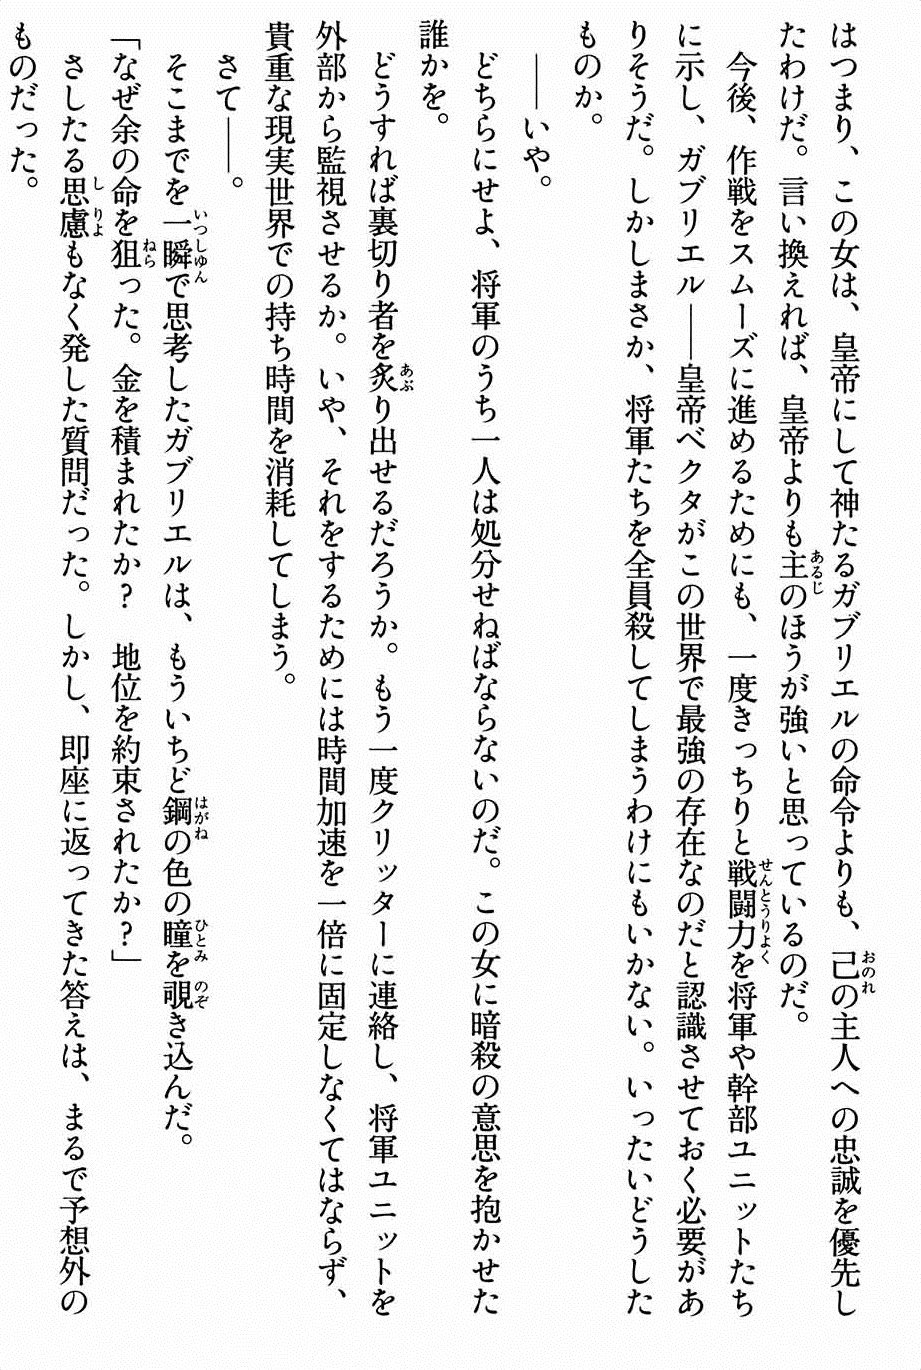 はつまり、この女は、皇帝にして神たるガブリエルの命令よりも、己の主人への忠誠を優先し
たわけだ。言い換えれば、皇帝よりも主のほうが強いと思っているのだ。
　今後、作戦をスムーズに進めるためにも、一度きっちりと戦闘力を将軍や幹部ユニットたち
に示し、ガブリエル――皇帝ベクタがこの世界で最強の存在なのだと認識させておく必要があ
りそうだ。しかしまさか、将軍たちを全員殺してしまうわけにもいかない。いったいどうした
ものか。
　――いや。
　どちらにせよ、将軍のうち一人は処分せねばならないのだ。この女に暗殺の意思を抱かせた
誰かを。
　どうすれば裏切り者を炙り出せるだろうか。もう一度クリッターに連絡し、将軍ユニットを
外部から監視させるか。いや、それをするためには時間加速を一倍に固定しなくてはならず、
貴重な現実世界での持ち時間を消耗してしまう。
　さて――。
　そこまでを一瞬で思考したガブリエルは、もういちど鋼の色の瞳を覗き込んだ。
「なぜ余の命を狙った。金を積まれたか？　地位を約束されたか？」
　さしたる思慮もなく発した質問だった。しかし、即座に返ってきた答えは、まるで予想外の
ものだった。